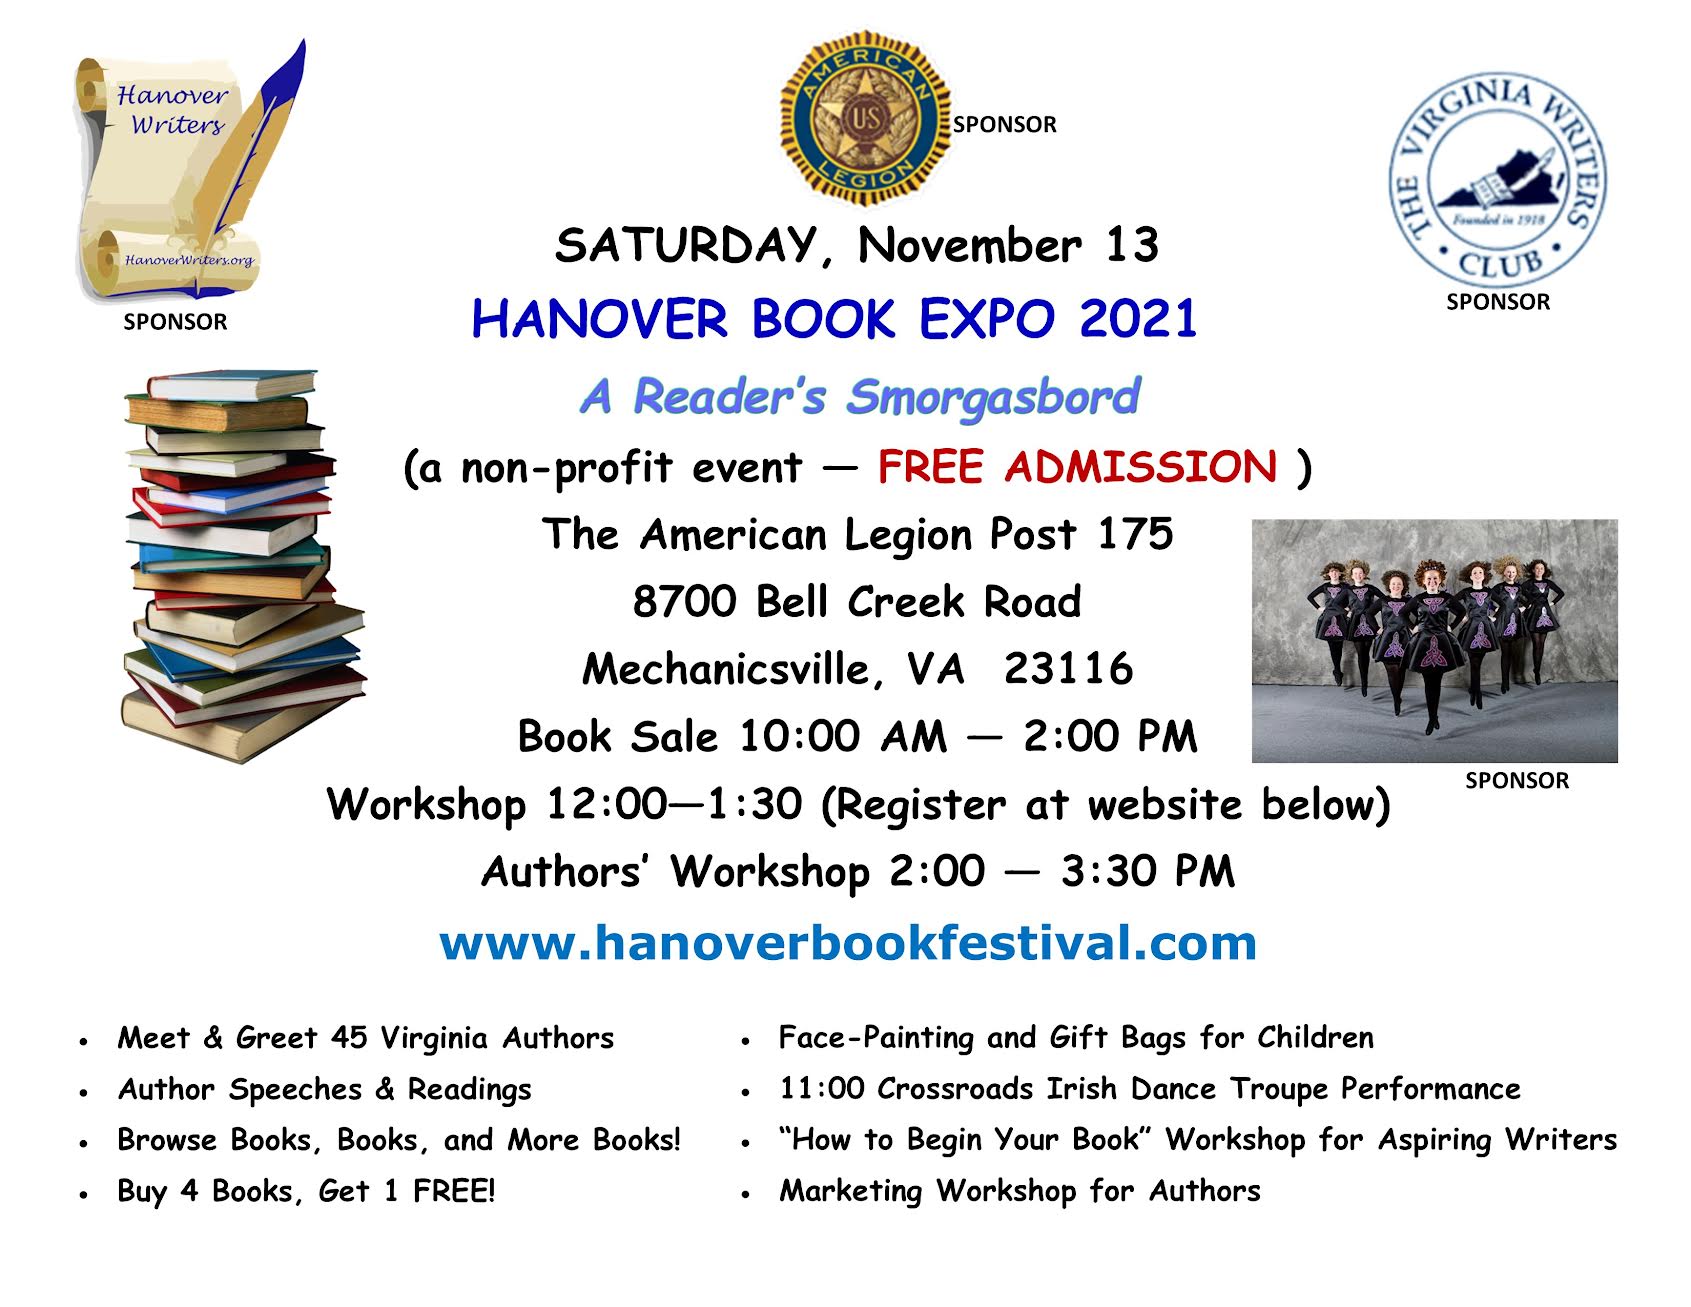 Hanover
Writers
HanoverWriters.org
SPONSOR
AMERICAN
US
LEGION
SPONSOR
THE VIRGINIA WRITERS
Founded in 1918
CLUB
SPONSOR
SATURDAY, November 13
HANOVER BOOK EXPO 2021
A Reader’s Smorgasbord
(a non-profit event — FREE ADMISSION )
The American Legion Post 175
8700 Bell Creek Road
Mechanicsville, VA 23116
Book Sale 10:00 AM — 2:00 PM
SPONSOR
Workshop 12:00—1:30 (Register at website below)
Authors’ Workshop 2:00 — 3:30 PM
www.hanoverbookfestival.com
• Meet & Greet 45 Virginia Authors
• Author Speeches & Readings
• Browse Books, Books, and More Books!
• Buy 4 Books, Get 1 FREE!
• Face-Painting and Gift Bags for Children
• 11:00 Crossroads Irish Dance Troupe Performance
• “How to Begin Your Book” Workshop for Aspiring Writers
• Marketing Workshop for Authors